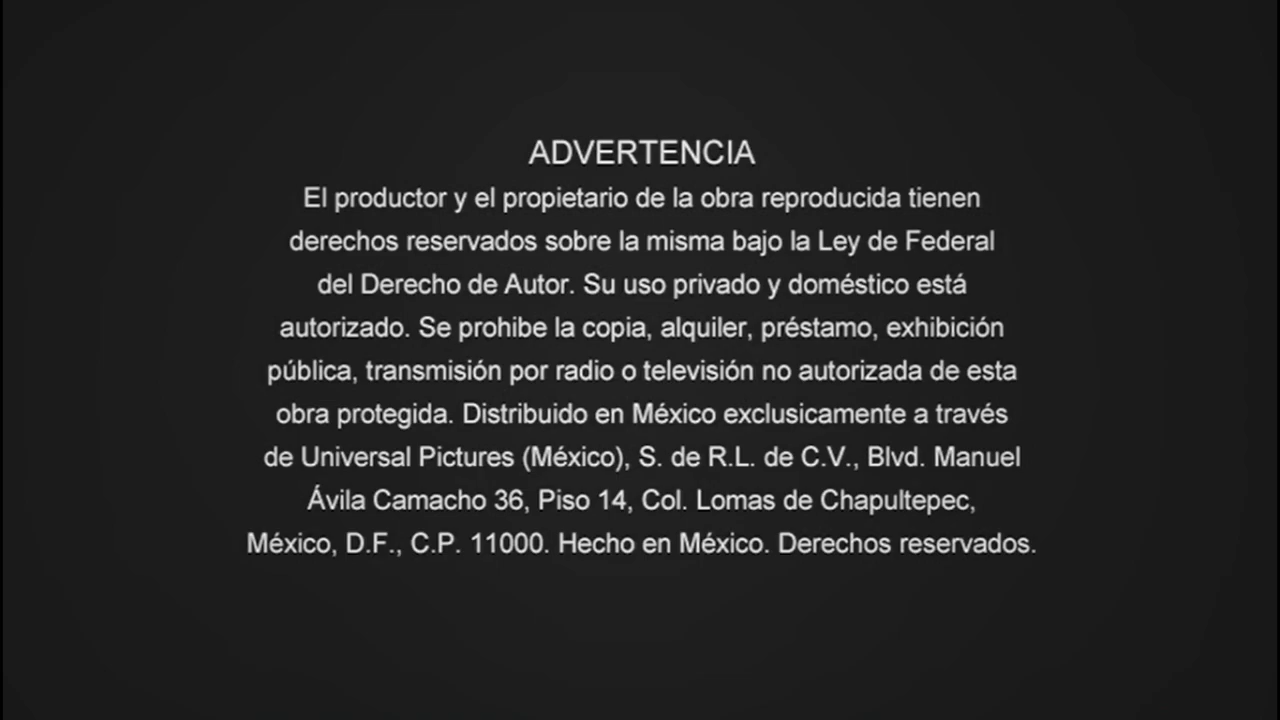 ADVERTENCIA
El productor y el propietario de la obra reproducida tienen
derechos reservados sobre la misma bajo la Ley de Federal
del Derecho de Autor. Su uso privado y doméstico está
autorizado. Se prohibe la copia, alquiler, préstamo, exhibición
pública, transmisión por radio o televisión no autorizada de esta
obra protegida. Distribuido en México exclusicamente a través
de Universal Pictures (México), S. de R.L. de C.V., Blvd. Manuel
Ávila Camacho 36, Piso 14, Col. Lomas de Chapultepec,
México, D.F., C.P. 11000. Hecho en México. Derechos reservados.